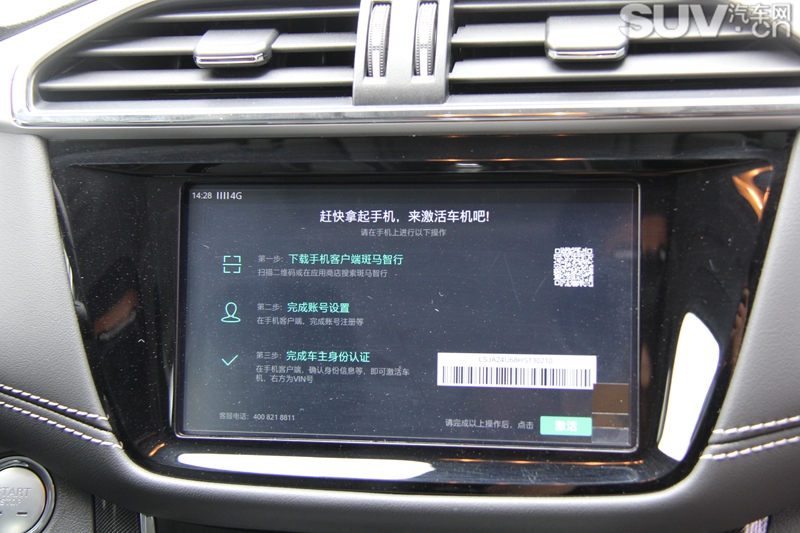 SUV汽车网
.cn
14:28 4G
赶快拿起手机，来激活车机吧!
请在手机上进行以下操作
第一步：下载手机客户端斑马智行
扫描二维码或在应用商店搜索斑马智行
第二步：完成账号设置
在手机客户端，完成账号注册等
第三步：完成车主身份认证
在手机客户端，确认身份信息等，即可激活车
机，右方为VIN号
客服电话：400 821 8811
请完成以上操作后，点击 激活
START